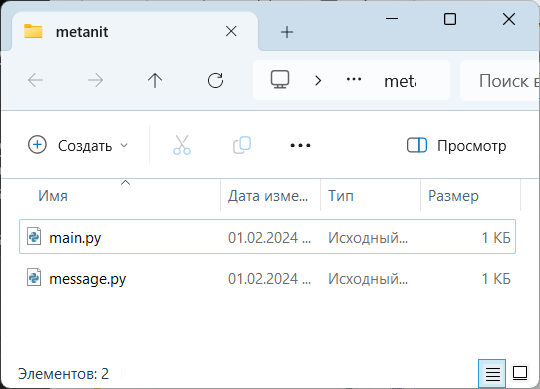 metanit
meta
Поиск в
Создать
Просмотр
Имя Дата изме... Тип Размер
main.py 01.02.2024 ... Исходный... 1 КБ
message.py 01.02.2024 ... Исходный... 1 КБ
Элементов: 2